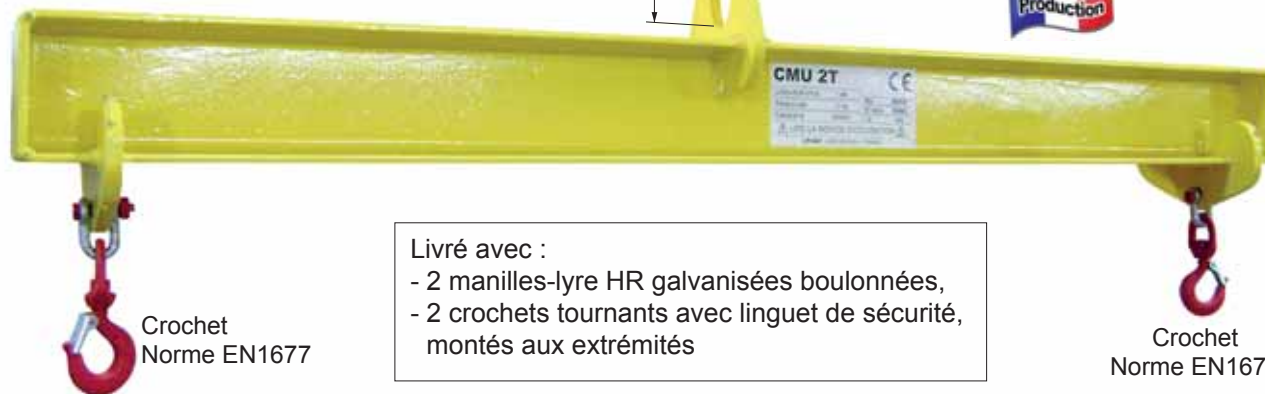 Production
CMU 2T CE
Livré avec :
- 2 manilles-lyre HR galvanisées boulonnées,
- 2 crochets tournants avec linguet de sécurité,
montés aux extrémités
Crochet
Norme EN1677
Crochet
Norme EN167